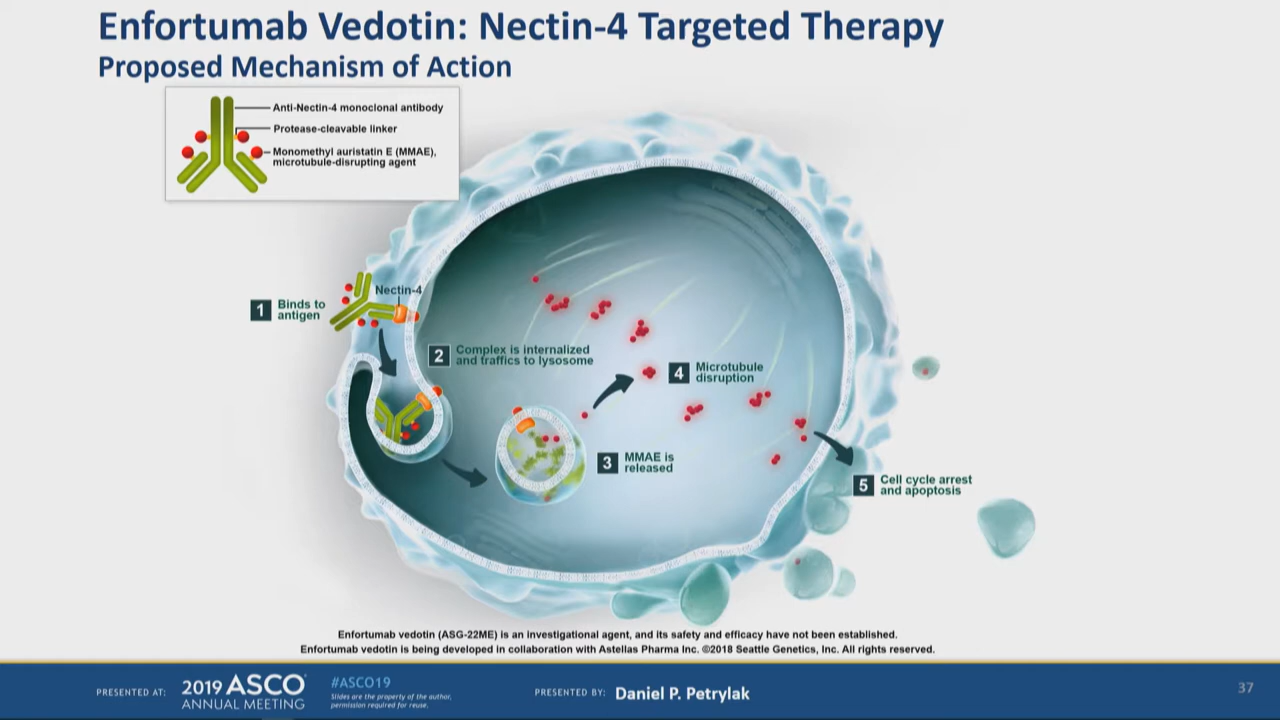 Enfortumab Vedotin: Nectin-4 Targeted Therapy
Proposed Mechanism of Action
Anti-Nectin-4 monoclonal antibody
Protease-cleavable linker
Monomethyl auristatin E (MMAE),
microtubule-disrupting agent
Nectin-4
1 Binds to
antigen
2 Complex is internalized
and traffics to lysosome
4 Microtubule
disruption
3 MMAE is
released
5 Cell cycle arrest
and apoptosis
Enfortumab vedotin (ASG-22ME) is an investigational agent, and its safety and efficacy have not been established.
Enfortumab vedotin is being developed in collaboration with Astellas Pharma Inc. ©2018 Seattle Genetics, Inc. All rights reserved.
PRESENTED AT:
2019 ASCO
ANNUAL MEETING
#ASCO19
Slides are the property of the author,
permission required for reuse.
PRESENTED BY: Daniel P. Petrylak
37